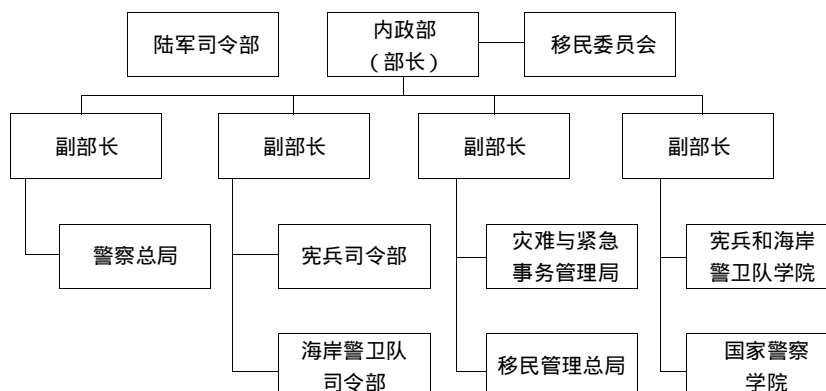 陆军司令部
内政部
（部长）
移民委员会
副部长
副部长
副部长
副部长
警察总局
宪兵司令部
灾难与紧急
事务管理局
宪兵和海岸
警卫队学院
海岸警卫队
司令部
移民管理总局
国家警察
学院